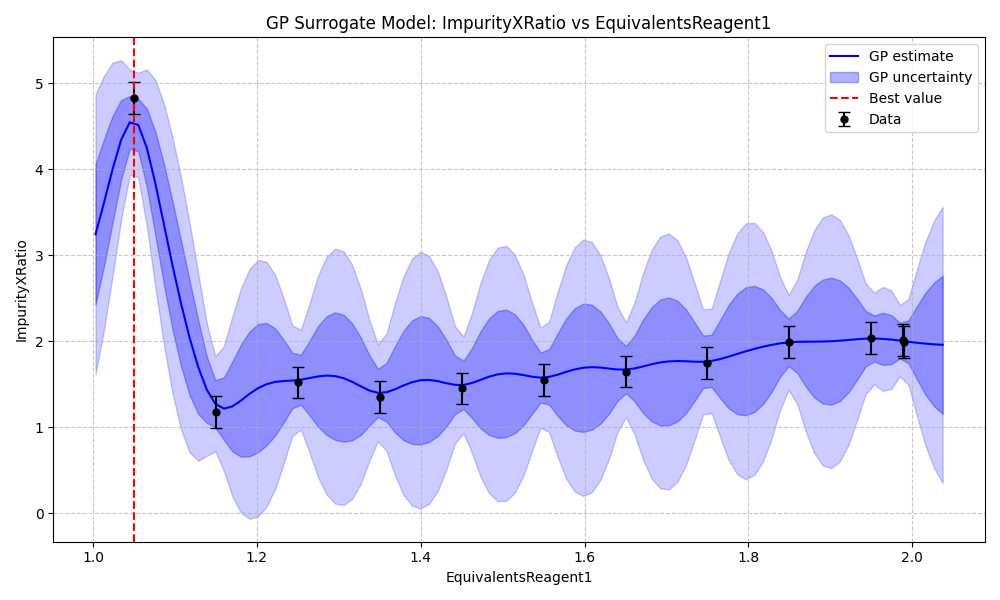 GP Surrogate Model: ImpurityXRatio vs EquivalentsReagent1
GP estimate
GP uncertainty
Best value
Data
ImpurityXRatio
5
4
3
2
1
0
1.0 1.2 1.4 1.6 1.8 2.0
EquivalentsReagent1